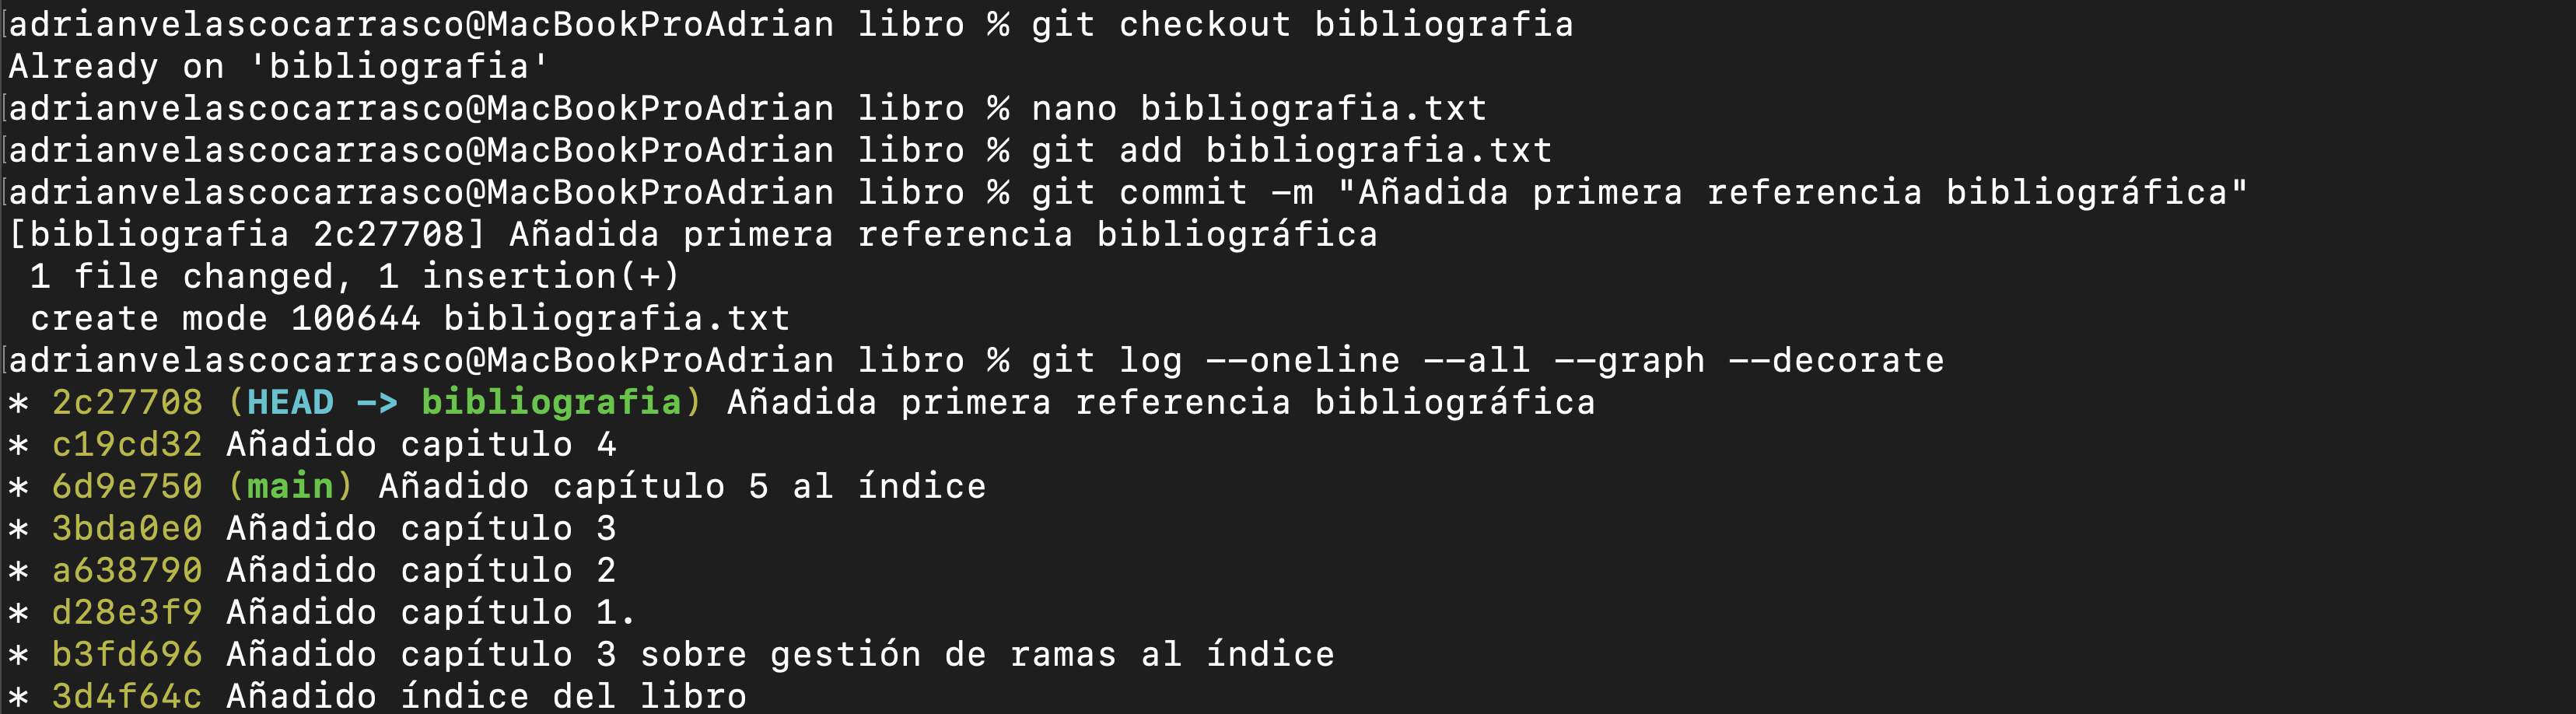 [adrianvelascocarrasco@MacBookProAdrian libro % git checkout bibliografia
Already on 'bibliografia'
[adrianvelascocarrasco@MacBookProAdrian libro % nano bibliografia.txt
[adrianvelascocarrasco@MacBookProAdrian libro % git add bibliografia.txt
[adrianvelascocarrasco@MacBookProAdrian libro % git commit -m "Añadida primera referencia bibliográfica"
[bibliografia 2c27708] Añadida primera referencia bibliográfica
 1 file changed, 1 insertion(+)
 create mode 100644 bibliografia.txt
[adrianvelascocarrasco@MacBookProAdrian libro % git log --oneline --all --graph --decorate
* 2c27708 (HEAD -> bibliografia) Añadida primera referencia bibliográfica
* c19cd32 Añadido capitulo 4
* 6d9e750 (main) Añadido capítulo 5 al índice
* 3bda0e0 Añadido capítulo 3
* a638790 Añadido capítulo 2
* d28e3f9 Añadido capítulo 1.
* b3fd696 Añadido capítulo 3 sobre gestión de ramas al índice
* 3d4f64c Añadido índice del libro